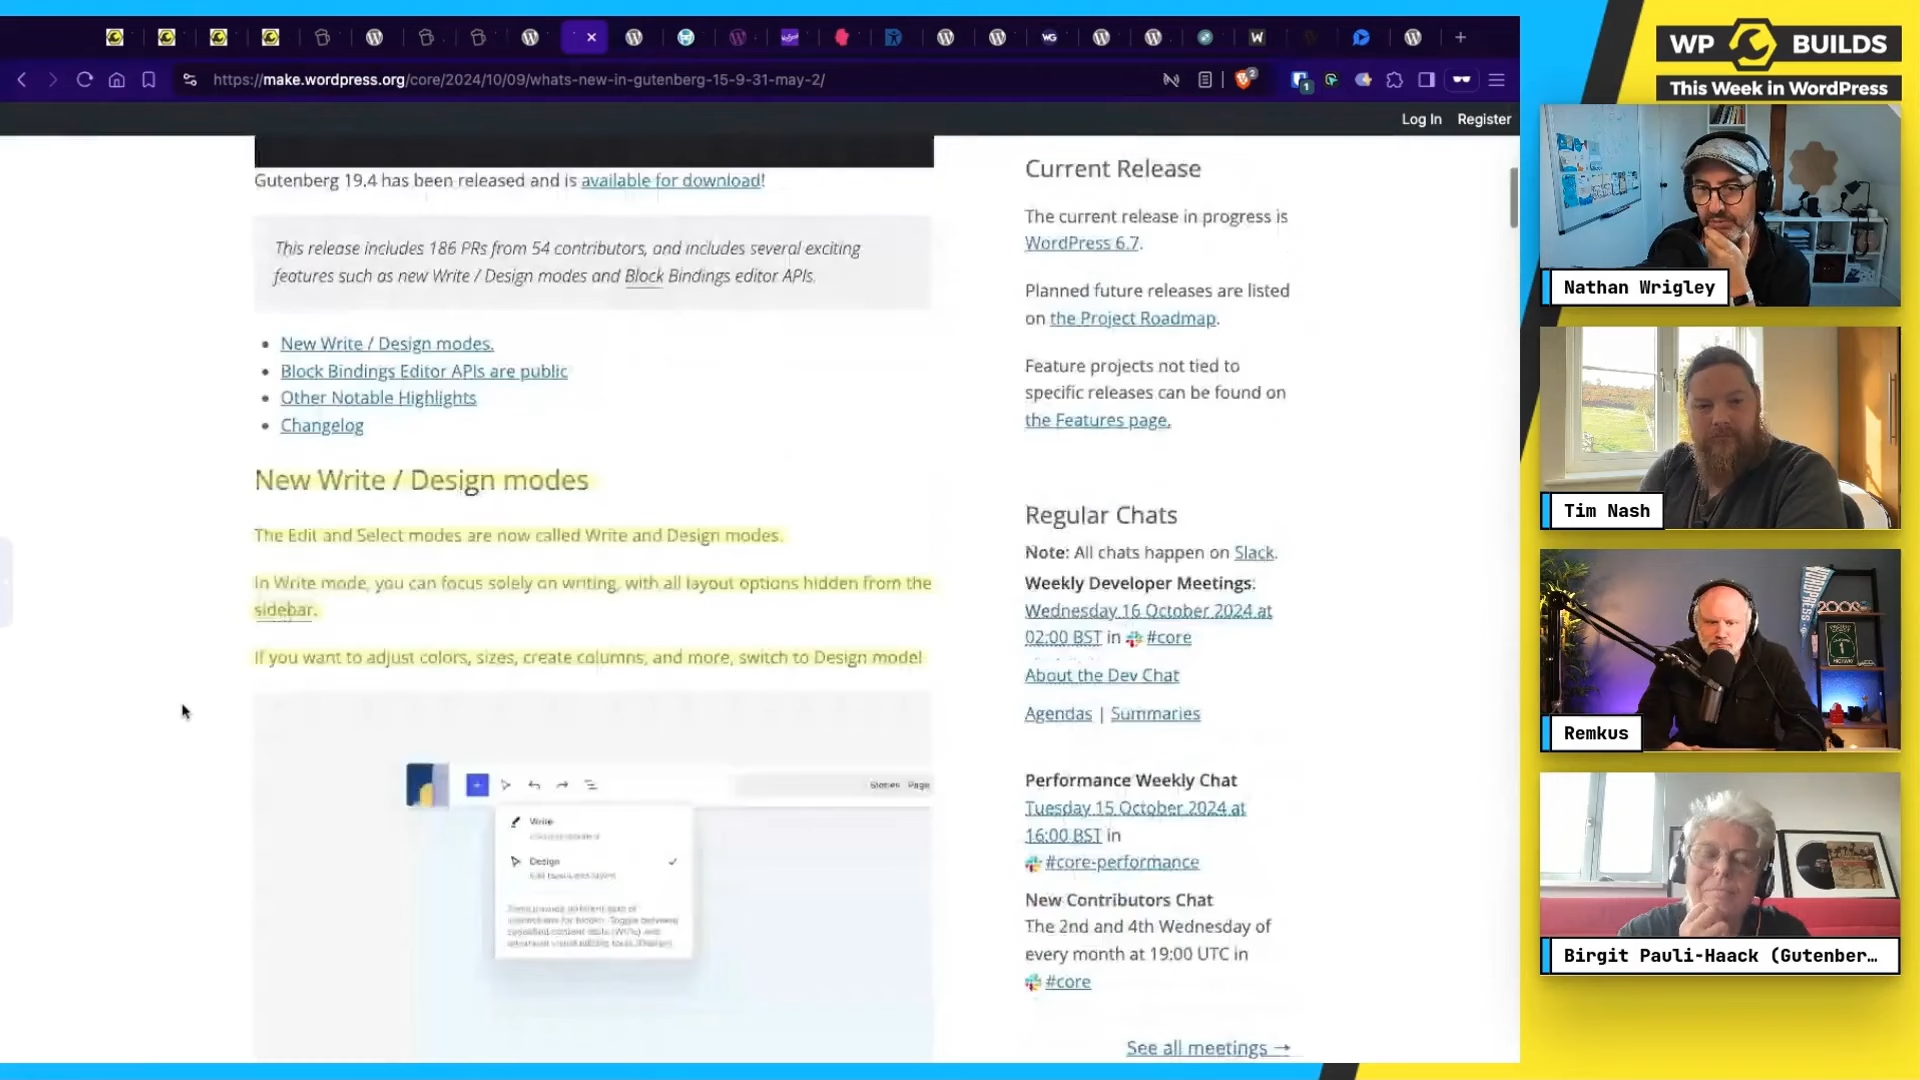 https://make.wordpress.org/core/2024/10/09/whats-new-in-gutenberg-15-9-31-may-2/
Log In Register
Gutenberg 19.4 has been released and is available for download!
This release includes 186 PRs from 54 contributors, and includes several exciting
features such as new Write / Design modes and Block Bindings editor APIs.
New Write / Design modes.
Block Bindings Editor APIs are public
Other Notable Highlights
Changelog
New Write / Design modes
The Edit and Select modes are now called Write and Design modes.
In Write mode, you can focus solely on writing, with all layout options hidden from the
sidebar.
If you want to adjust colors, sizes, create columns, and more, switch to Design mode!
Stories Page
Write
Design
Edit layouts and styles
Current Release
The current release in progress is
WordPress 6.7.
Planned future releases are listed
on the Project Roadmap.
Feature projects not tied to
specific releases can be found on
the Features page.
Regular Chats
Note: All chats happen on Slack.
Weekly Developer Meetings:
Wednesday 16 October 2024 at
02:00 BST in #core
About the Dev Chat
Agendas | Summaries
Performance Weekly Chat
Tuesday 15 October 2024 at
16:00 BST in
#core-performance
New Contributors Chat
The 2nd and 4th Wednesday of
every month at 19:00 UTC in
#core
See all meetings →
WP BUILDS
This Week in WordPress
Nathan Wrigley
Tim Nash
Remkus
Birgit Pauli-Haack (Gutenber…